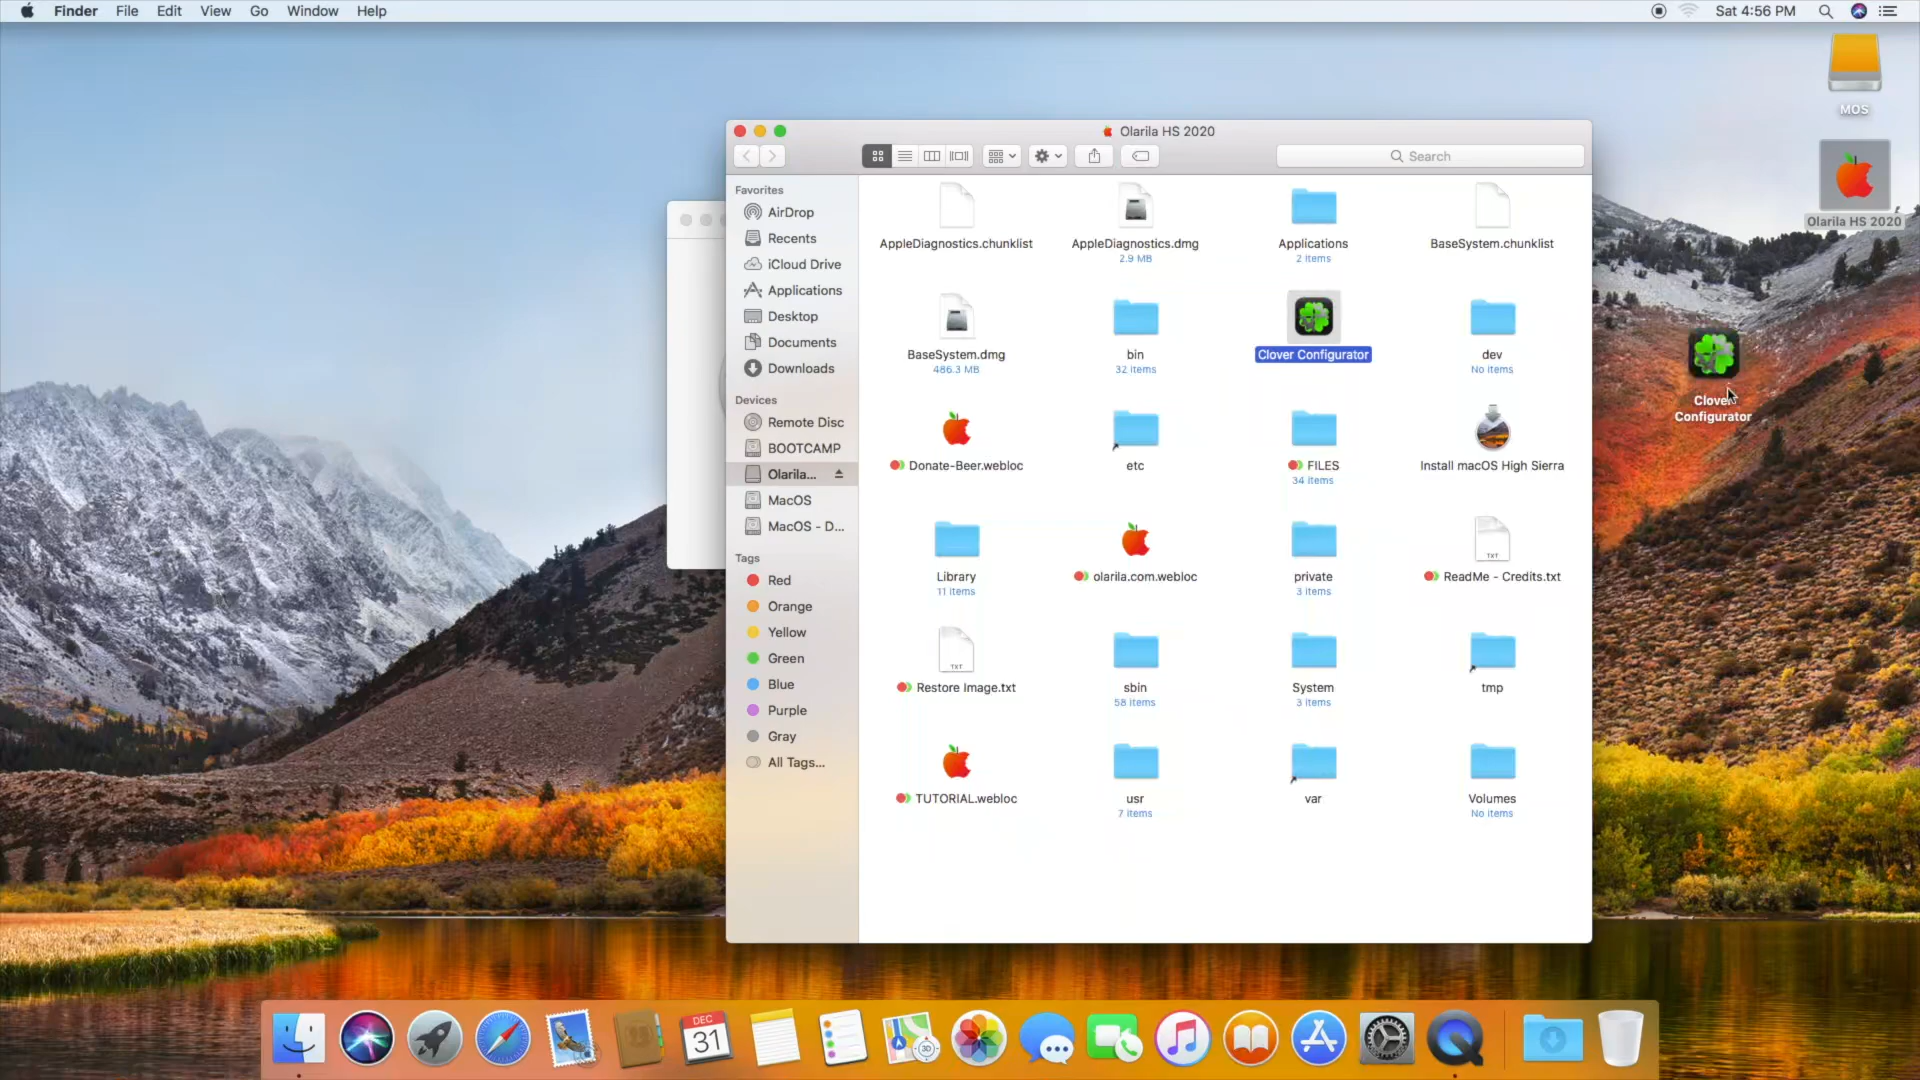 Finder File Edit View Go Window Help
Sat 4:56 PM
MOS
Olarila HS 2020
Clover
Configurator
Olarila HS 2020
Search
Favorites
AirDrop
Recents
iCloud Drive
Applications
Desktop
Documents
Downloads
Devices
Remote Disc
BOOTCAMP
Olarila...
MacOS
MacOS - D...
Tags
Red
Orange
Yellow
Green
Blue
Purple
Gray
All Tags...
AppleDiagnostics.chunklist
AppleDiagnostics.dmg
2.9 MB
Applications
2 items
BaseSystem.chunklist
BaseSystem.dmg
486.3 MB
bin
32 items
Clover Configurator
dev
No items
Donate-Beer.webloc
etc
FILES
34 items
Install macOS High Sierra
Library
11 items
olarila.com.webloc
private
3 items
TXT
ReadMe - Credits.txt
TXT
Restore Image.txt
sbin
58 items
System
3 items
tmp
TUTORIAL.webloc
usr
7 items
var
Volumes
No items
DEC
31
3D